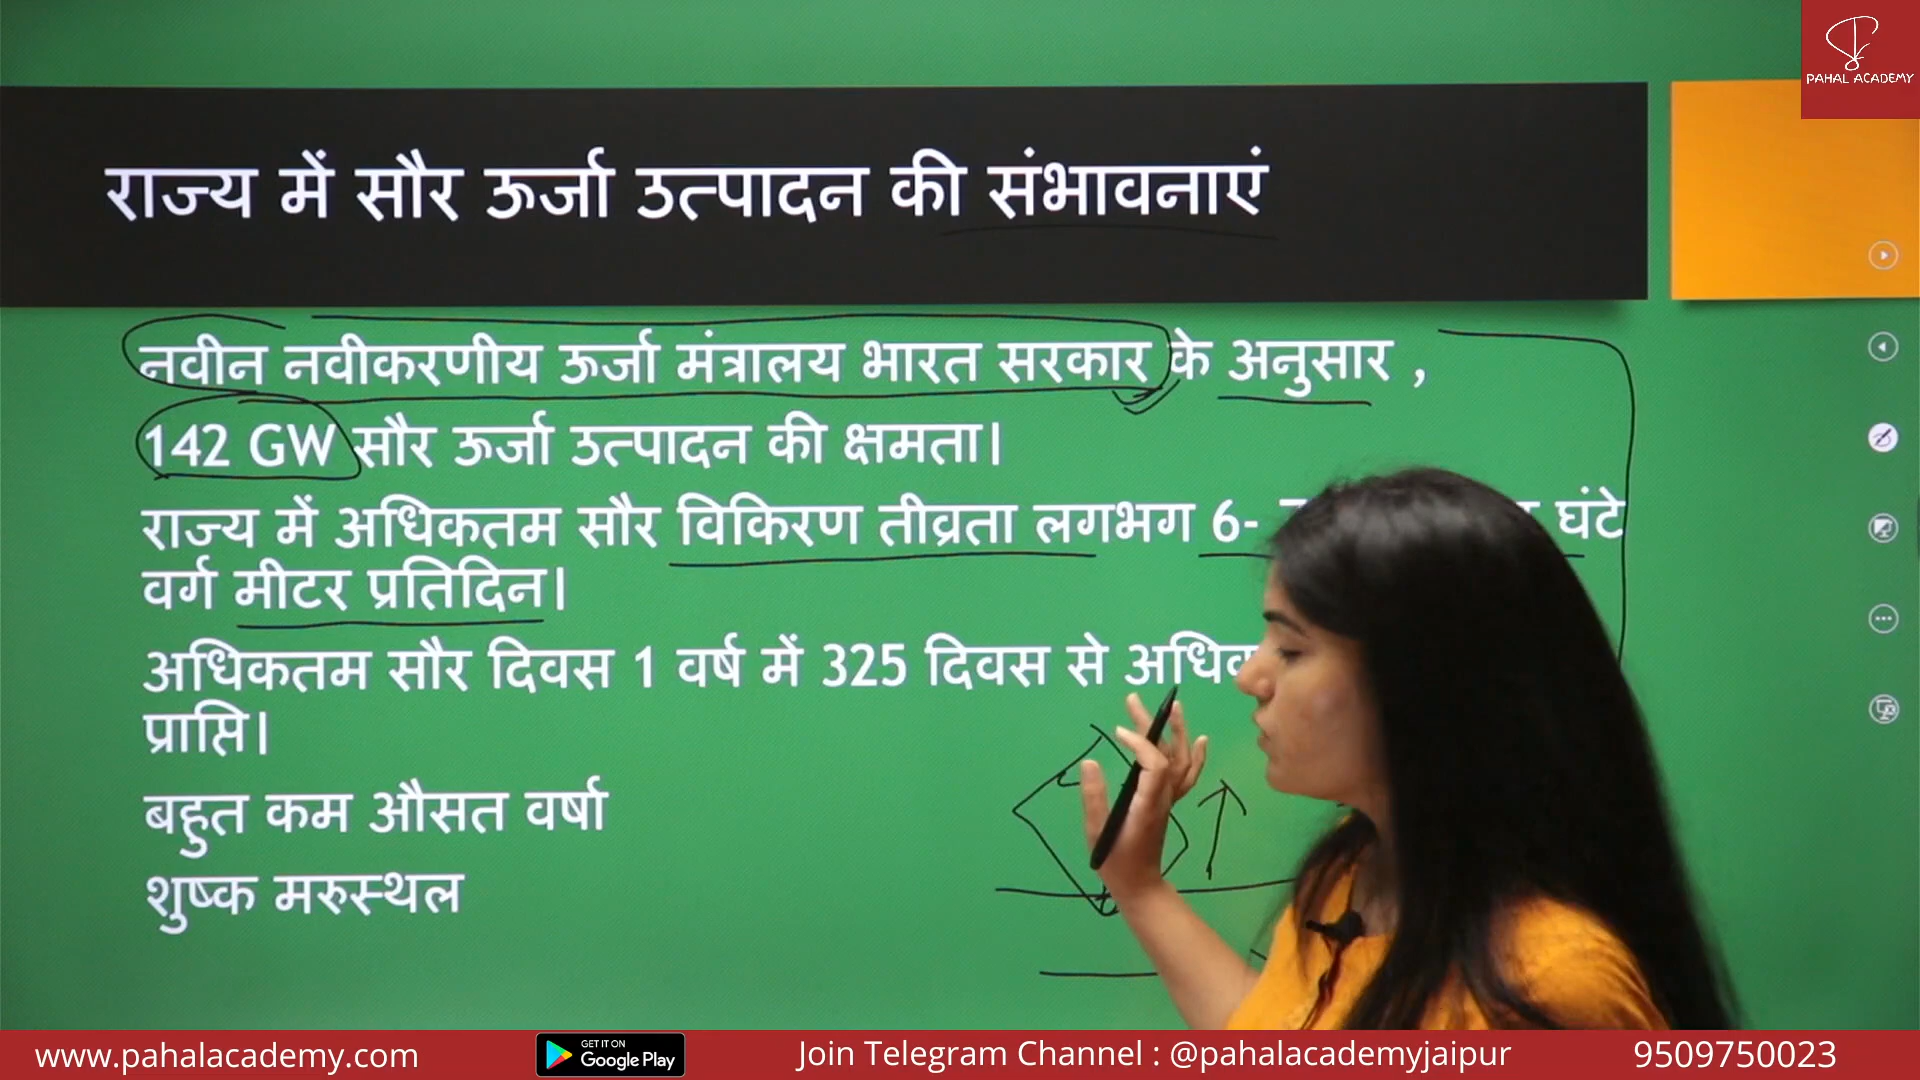 PAHAL ACADEMY
राज्य में सौर ऊर्जा उत्पादन की संभावनाएं
नवीन नवीकरणीय ऊर्जा मंत्रालय भारत सरकार के अनुसार ,
142 GW सौर ऊर्जा उत्पादन की क्षमता।
राज्य में अधिकतम सौर विकिरण तीव्रता लगभग 6- घंटे
वर्ग मीटर प्रतिदिन।
अधिकतम सौर दिवस 1 वर्ष में 325 दिवस से
प्राप्ति।
बहुत कम औसत वर्षा
शुष्क मरुस्थल
www.pahalacademy.com
GET IT ON
Google Play
Join Telegram Channel : @pahalacademyjaipur
9509750023